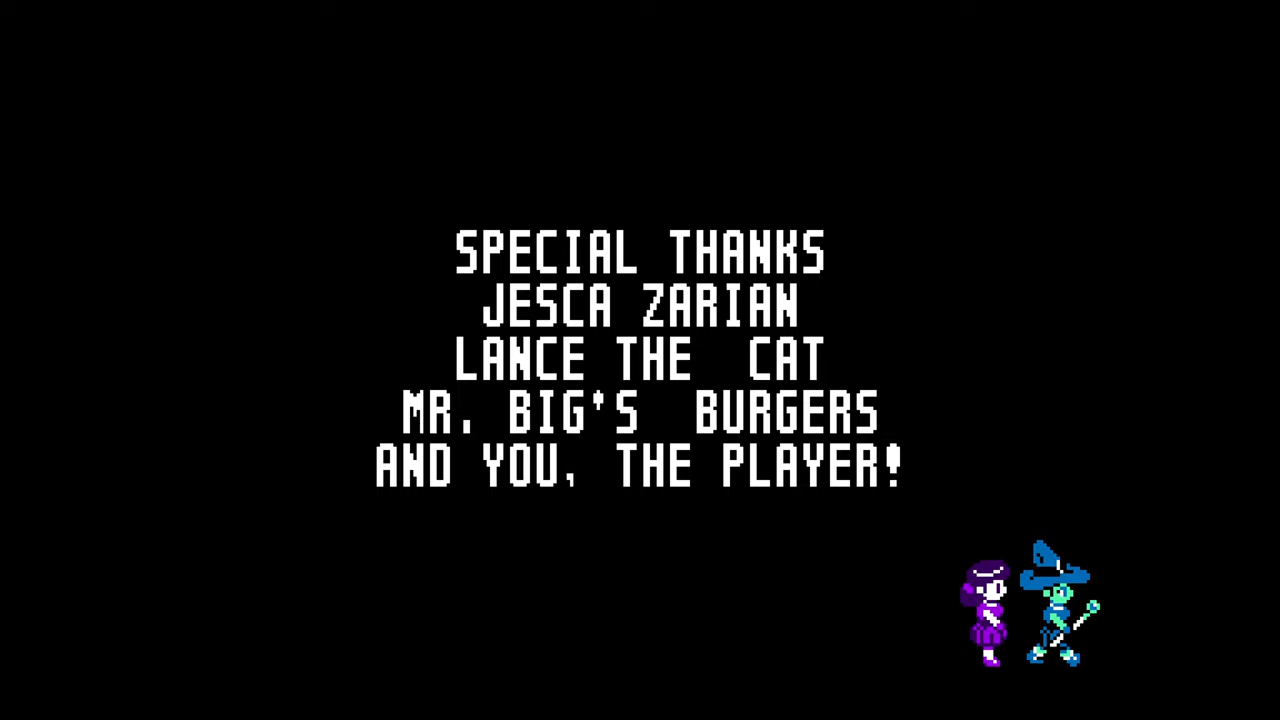 SPECIAL THANKS
JESCA ZARIAN
LANCE THE  CAT
MR. BIG'S  BURGERS
AND YOU, THE PLAYER!